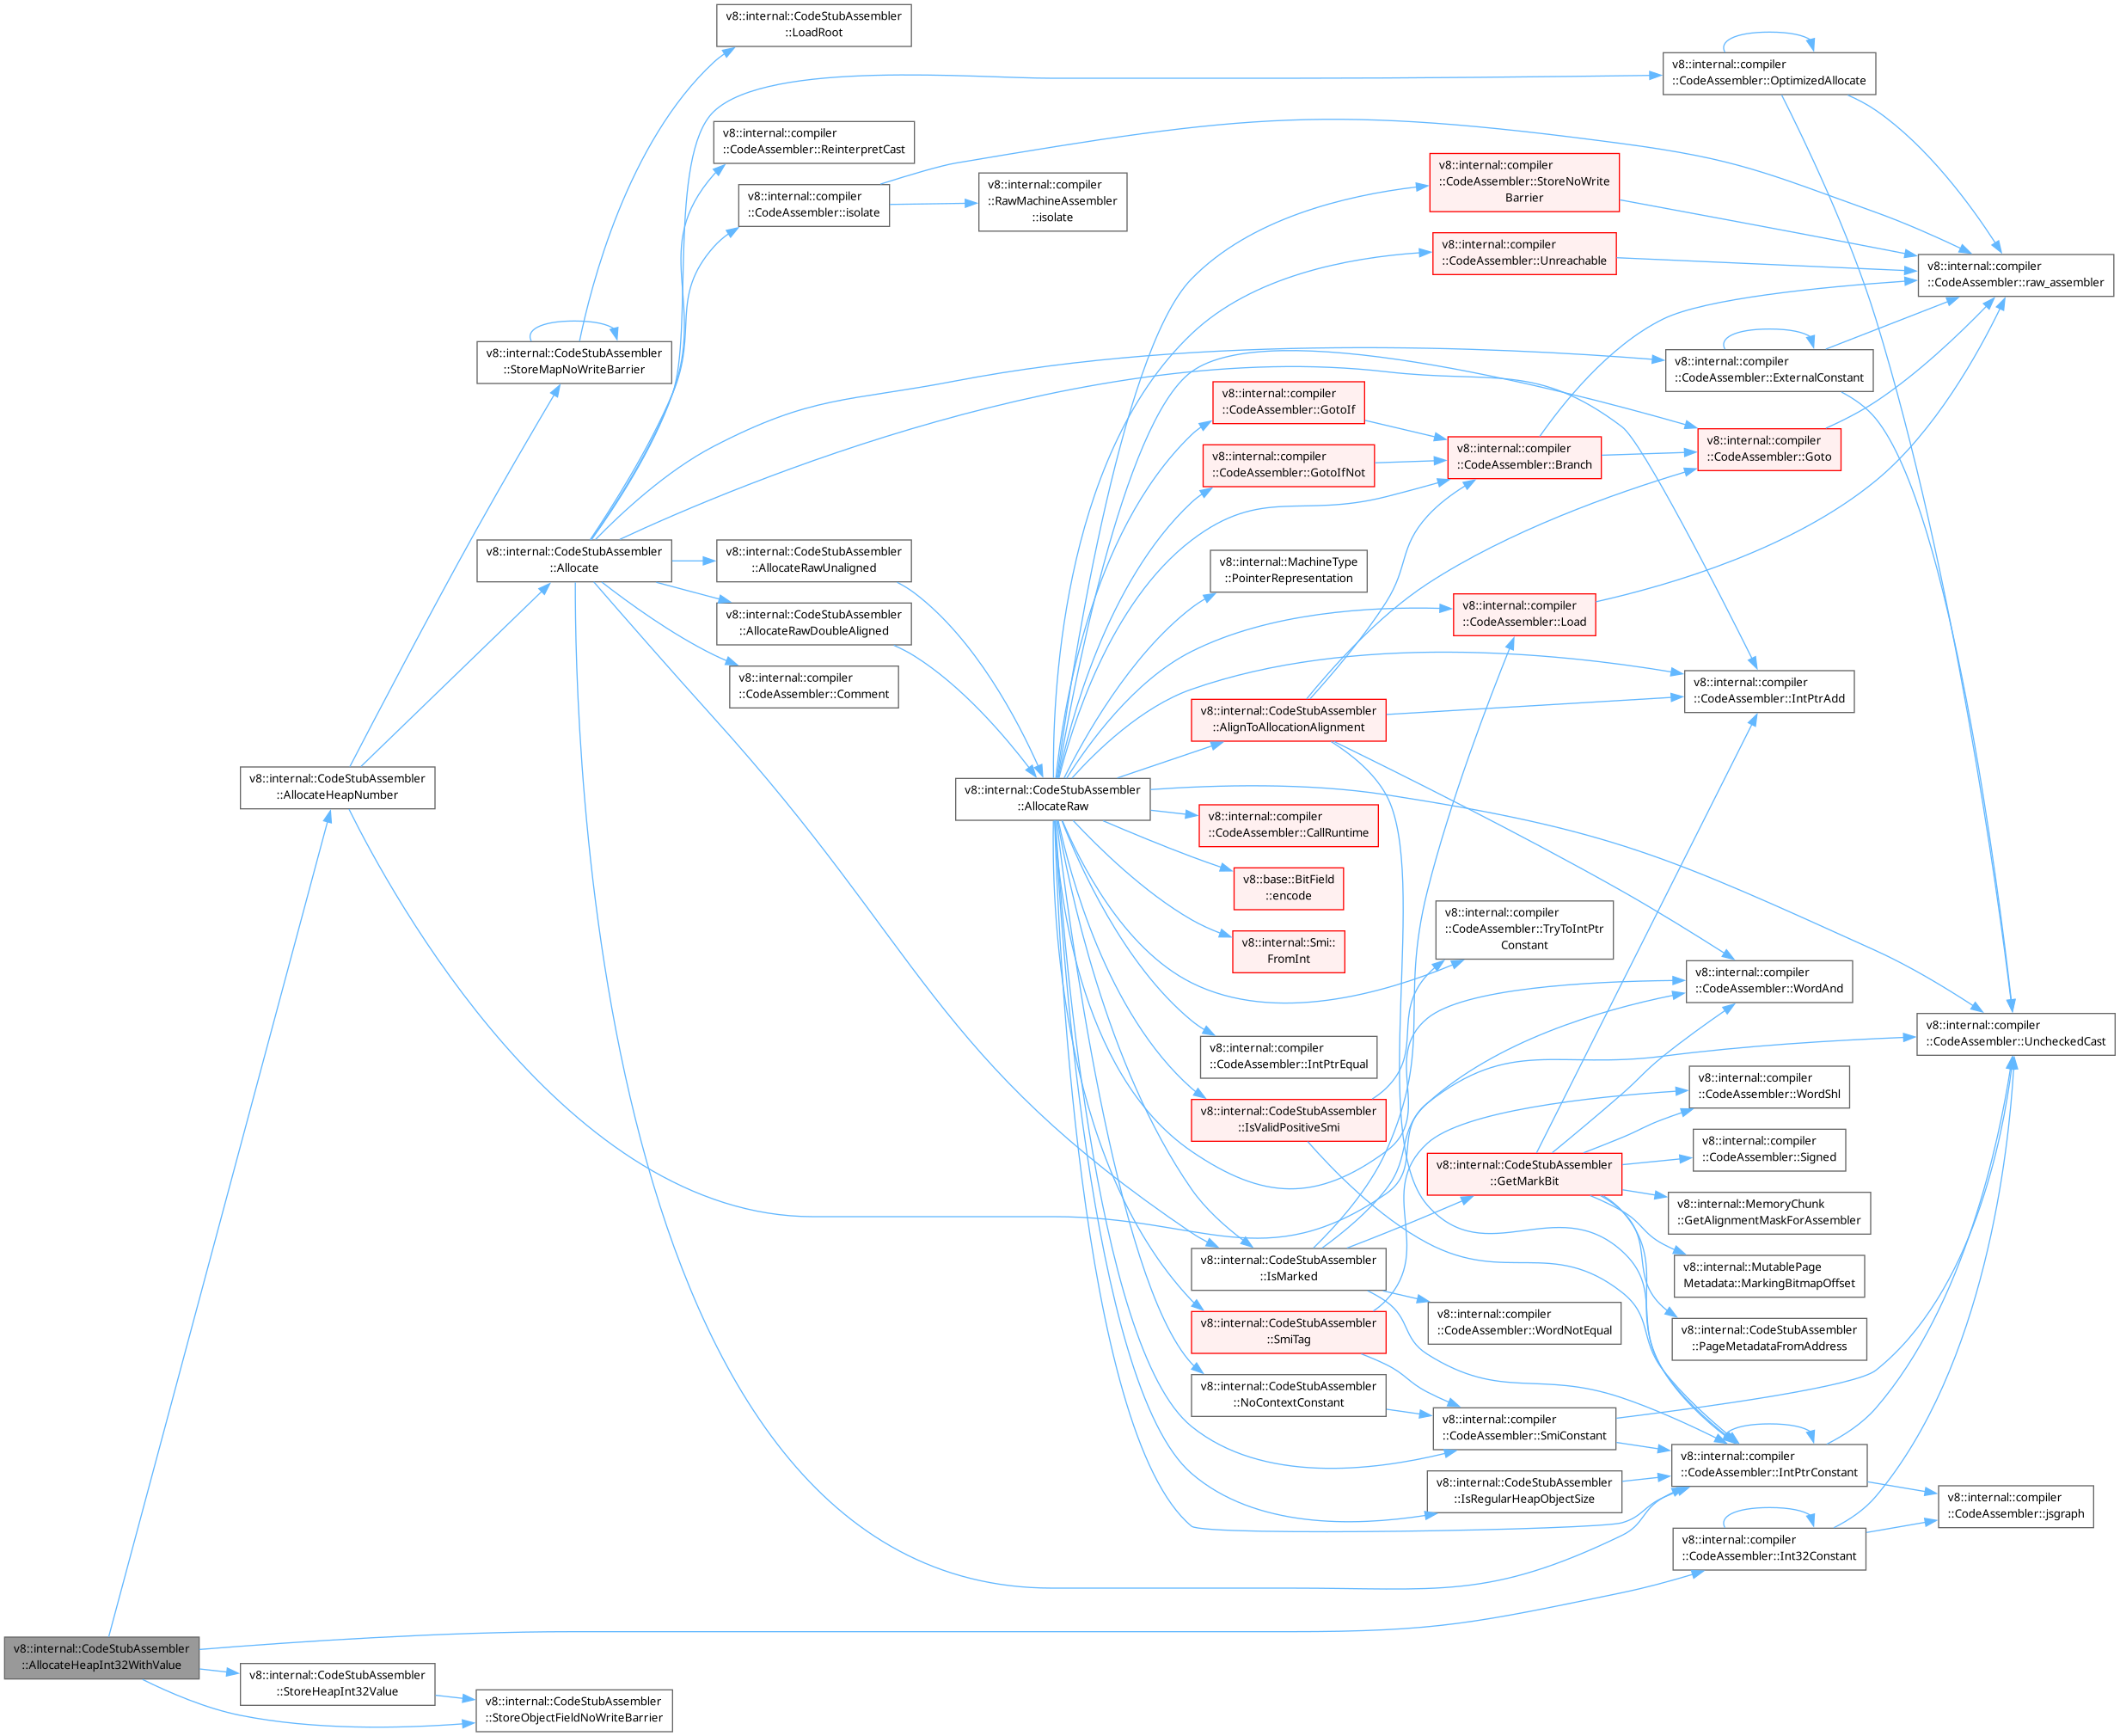 v8::internal::CodeStubAssembler
::LoadRoot
v8::internal::compiler
::CodeAssembler::OptimizedAllocate
v8::internal::compiler
::CodeAssembler::ReinterpretCast
v8::internal::compiler
::CodeAssembler::isolate
v8::internal::compiler
::RawMachineAssembler
::isolate
v8::internal::compiler
::CodeAssembler::StoreNoWrite
Barrier
v8::internal::compiler
::CodeAssembler::Unreachable
v8::internal::compiler
::CodeAssembler::raw_assembler
v8::internal::CodeStubAssembler
::StoreMapNoWriteBarrier
v8::internal::compiler
::CodeAssembler::ExternalConstant
v8::internal::compiler
::CodeAssembler::GotoIf
v8::internal::compiler
::CodeAssembler::GotoIfNot
v8::internal::compiler
::CodeAssembler::Branch
v8::internal::compiler
::CodeAssembler::Goto
v8::internal::CodeStubAssembler
::Allocate
v8::internal::CodeStubAssembler
::AllocateRawUnaligned
v8::internal::MachineType
::PointerRepresentation
v8::internal::CodeStubAssembler
::AllocateRawDoubleAligned
v8::internal::compiler
::CodeAssembler::Load
v8::internal::compiler
::CodeAssembler::Comment
v8::internal::CodeStubAssembler
::AlignToAllocationAlignment
v8::internal::compiler
::CodeAssembler::IntPtrAdd
v8::internal::CodeStubAssembler
::AllocateHeapNumber
v8::internal::CodeStubAssembler
::AllocateRaw
v8::internal::compiler
::CodeAssembler::CallRuntime
v8::base::BitField
::encode
v8::internal::Smi::
FromInt
v8::internal::compiler
::CodeAssembler::TryToIntPtr
Constant
v8::internal::compiler
::CodeAssembler::WordAnd
v8::internal::compiler
::CodeAssembler::IntPtrEqual
v8::internal::compiler
::CodeAssembler::UncheckedCast
v8::internal::CodeStubAssembler
::IsValidPositiveSmi
v8::internal::compiler
::CodeAssembler::WordShl
v8::internal::CodeStubAssembler
::GetMarkBit
v8::internal::compiler
::CodeAssembler::Signed
v8::internal::MemoryChunk
::GetAlignmentMaskForAssembler
v8::internal::CodeStubAssembler
::IsMarked
v8::internal::MutablePage
Metadata::MarkingBitmapOffset
v8::internal::CodeStubAssembler
::SmiTag
v8::internal::compiler
::CodeAssembler::WordNotEqual
v8::internal::CodeStubAssembler
::PageMetadataFromAddress
v8::internal::CodeStubAssembler
::NoContextConstant
v8::internal::compiler
::CodeAssembler::SmiConstant
v8::internal::compiler
::CodeAssembler::IntPtrConstant
v8::internal::CodeStubAssembler
::IsRegularHeapObjectSize
v8::internal::compiler
::CodeAssembler::jsgraph
v8::internal::compiler
::CodeAssembler::Int32Constant
v8::internal::CodeStubAssembler
::AllocateHeapInt32WithValue
v8::internal::CodeStubAssembler
::StoreHeapInt32Value
v8::internal::CodeStubAssembler
::StoreObjectFieldNoWriteBarrier